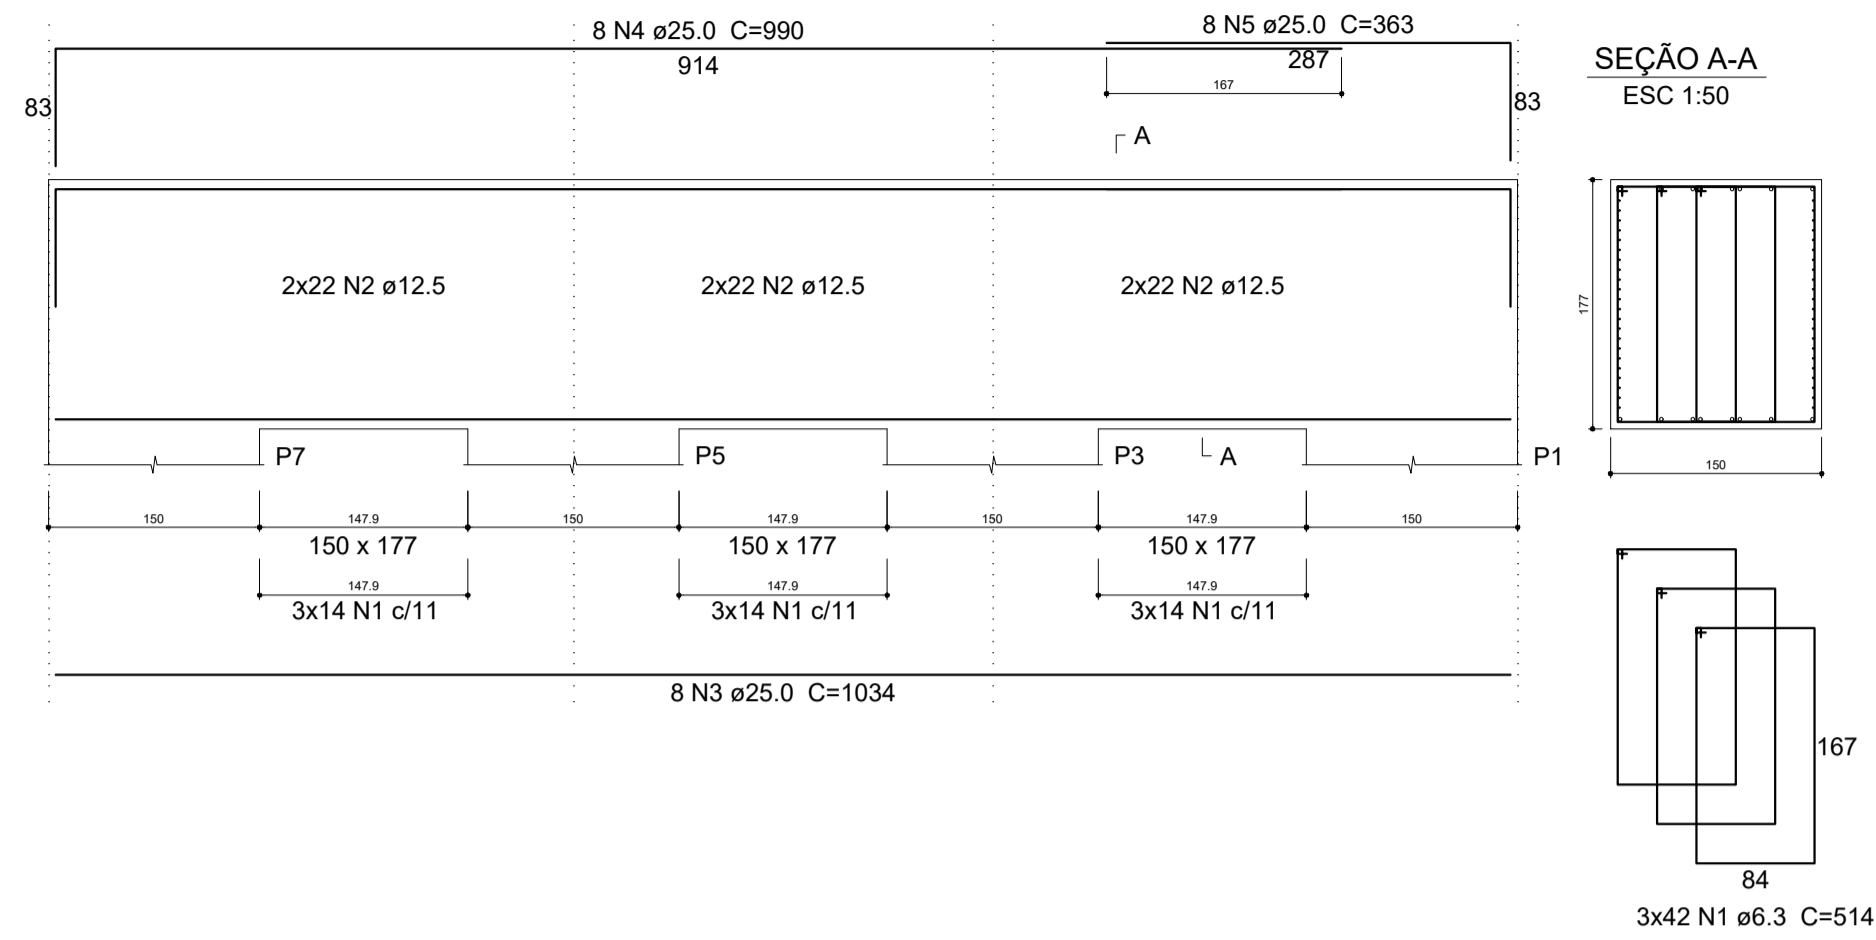 8 N4 ø25.0  C=990
8 N5 ø25.0  C=363
914
287
167
83
83
SEÇÃO A-A
ESC 1:50
A
2x22 N2 ø12.5
2x22 N2 ø12.5
2x22 N2 ø12.5
177
P7
P5
P3
A
P1
150
150
147.9
150
147.9
150
147.9
150
150 x 177
150 x 177
150 x 177
147.9
147.9
147.9
3x14 N1 c/11
3x14 N1 c/11
3x14 N1 c/11
8 N3 ø25.0  C=1034
167
84
3x42 N1 ø6.3  C=514